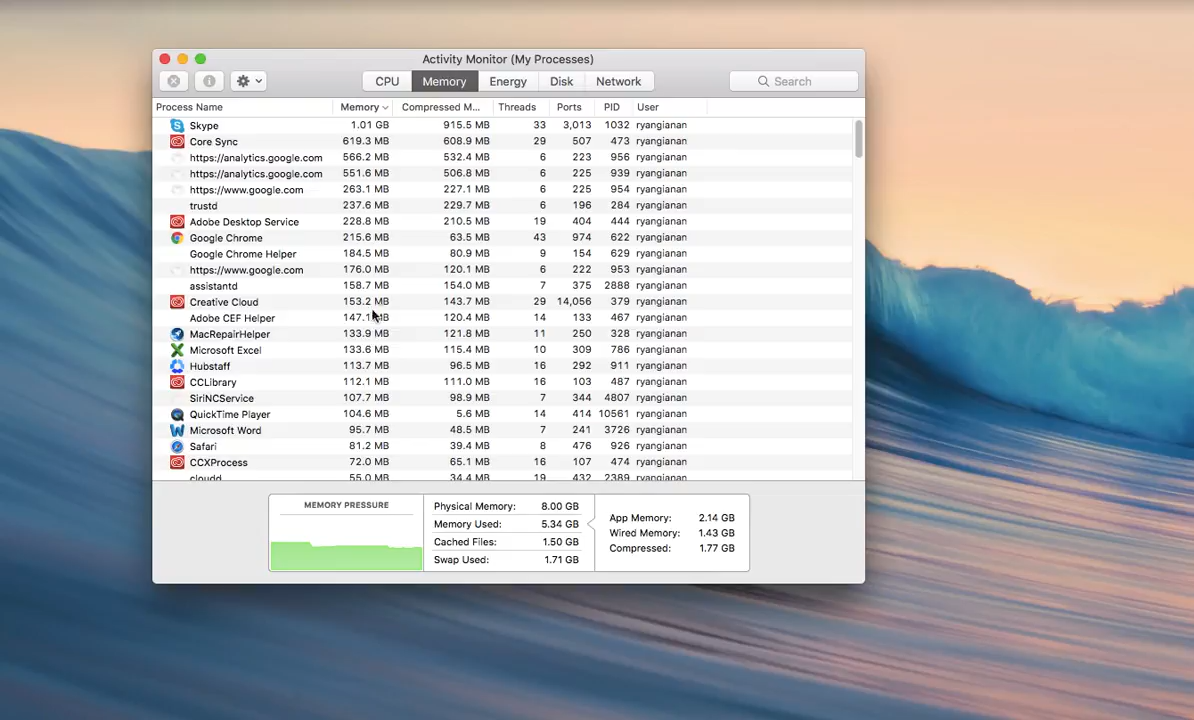 Activity Monitor (My Processes)
CPU Memory Energy Disk Network Search
Process Name Memory Compressed M... Threads Ports PID User
Skype 1.01 GB 915.5 MB 33 3,013 1032 ryangianan
Core Sync 619.3 MB 608.9 MB 29 507 473 ryangianan
https://analytics.google.com 566.2 MB 532.4 MB 6 223 956 ryangianan
https://analytics.google.com 551.6 MB 506.8 MB 6 225 939 ryangianan
https://www.google.com 263.1 MB 227.1 MB 6 225 954 ryangianan
trustd 237.6 MB 229.7 MB 6 196 284 ryangianan
Adobe Desktop Service 228.8 MB 210.5 MB 19 404 444 ryangianan
Google Chrome 215.6 MB 63.5 MB 43 974 622 ryangianan
Google Chrome Helper 184.5 MB 80.9 MB 9 154 629 ryangianan
https://www.google.com 176.0 MB 120.1 MB 6 222 953 ryangianan
assistantd 158.7 MB 154.0 MB 7 375 2888 ryangianan
Creative Cloud 153.2 MB 143.7 MB 29 14,056 379 ryangianan
Adobe CEF Helper 147.1 MB 120.4 MB 14 133 467 ryangianan
MacRepairHelper 133.9 MB 121.8 MB 11 250 328 ryangianan
Microsoft Excel 133.6 MB 115.4 MB 10 309 786 ryangianan
Hubstaff 113.7 MB 96.5 MB 16 292 911 ryangianan
CCLibrary 112.1 MB 111.0 MB 16 103 487 ryangianan
SiriNCService 107.7 MB 98.9 MB 7 344 4807 ryangianan
QuickTime Player 104.6 MB 5.6 MB 14 414 10561 ryangianan
Microsoft Word 95.7 MB 48.5 MB 7 241 3726 ryangianan
Safari 81.2 MB 39.4 MB 8 476 926 ryangianan
CCXProcess 72.0 MB 65.1 MB 16 107 474 ryangianan
cloudd 55.0 MB 34.4 MB 19 432 2389 ryangianan
MEMORY PRESSURE
Physical Memory: 8.00 GB
Memory Used: 5.34 GB
Cached Files: 1.50 GB
Swap Used: 1.71 GB
App Memory: 2.14 GB
Wired Memory: 1.43 GB
Compressed: 1.77 GB